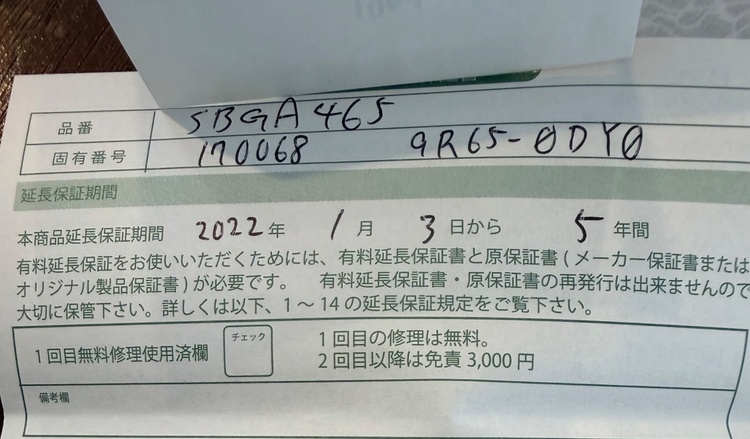 品番 SBGA465
固有番号 170068 9R65-0DY0
延長保証期間
本商品延長保証期間 2022年 1月 3日から 5年間
有料延長保証をお使いいただくためには、有料延長保証書と原保証書(メーカー保証書または
オリジナル製品保証書)が必要です。 有料延長保証書・原保証書の再発行は出来ませんので
大切に保管下さい。詳しくは以下、1～14の延長保証規定をご覧下さい。
1回目無料修理使用済欄
チェック
1回目の修理は無料。
2回目以降は免責3,000円
備考欄